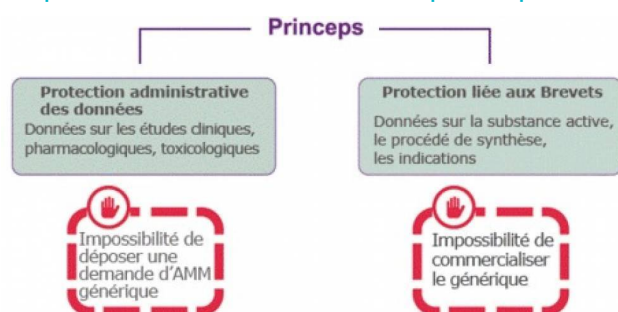 Princeps
Protection administrative
des données
Données sur les études cliniques,
pharmacologiques, toxicologiques
Protection liée aux Brevets
Données sur la substance active,
le procédé de synthèse,
les indications
Impossibilité de
déposer une
demande d'AMM
générique
Impossibilité de
commercialiser
le générique